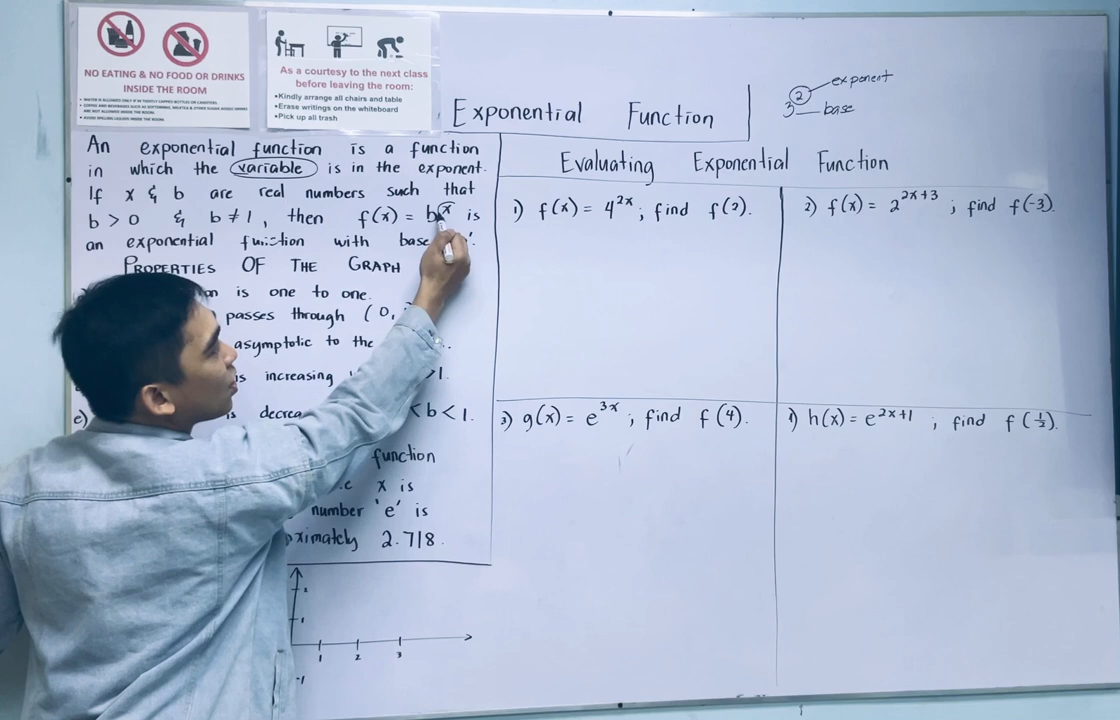 NO EATING & NO FOOD OR DRINKS
INSIDE THE ROOM
As a courtesy to the next class
before leaving the room:
•Kindly arrange all chairs and table
•Erase writings on the whiteboard
•Pick up all trash
Exponential Function
3² exponent
base
An exponential function is a function
in which the variable is in the exponent.
If x & b are real numbers such that
b > 0 & b ≠ 1, then f(x) = bˣ is
an exponential function with base
PROPERTIES OF THE GRAPH
is one to one.
passes through (0,
asymptotic to the
is increasing >1.
e) is < b < 1.
function
x is
number 'e' is
2.718
1 2 3
-1
Evaluating Exponential Function
1) f(x) = 4^2x ; find f(2).
2) f(x) = 2^2x+3 ; find f(-3).
3) g(x) = e^3x ; find f(4).
4) h(x) = e^2x+1 ; find f(1/2).